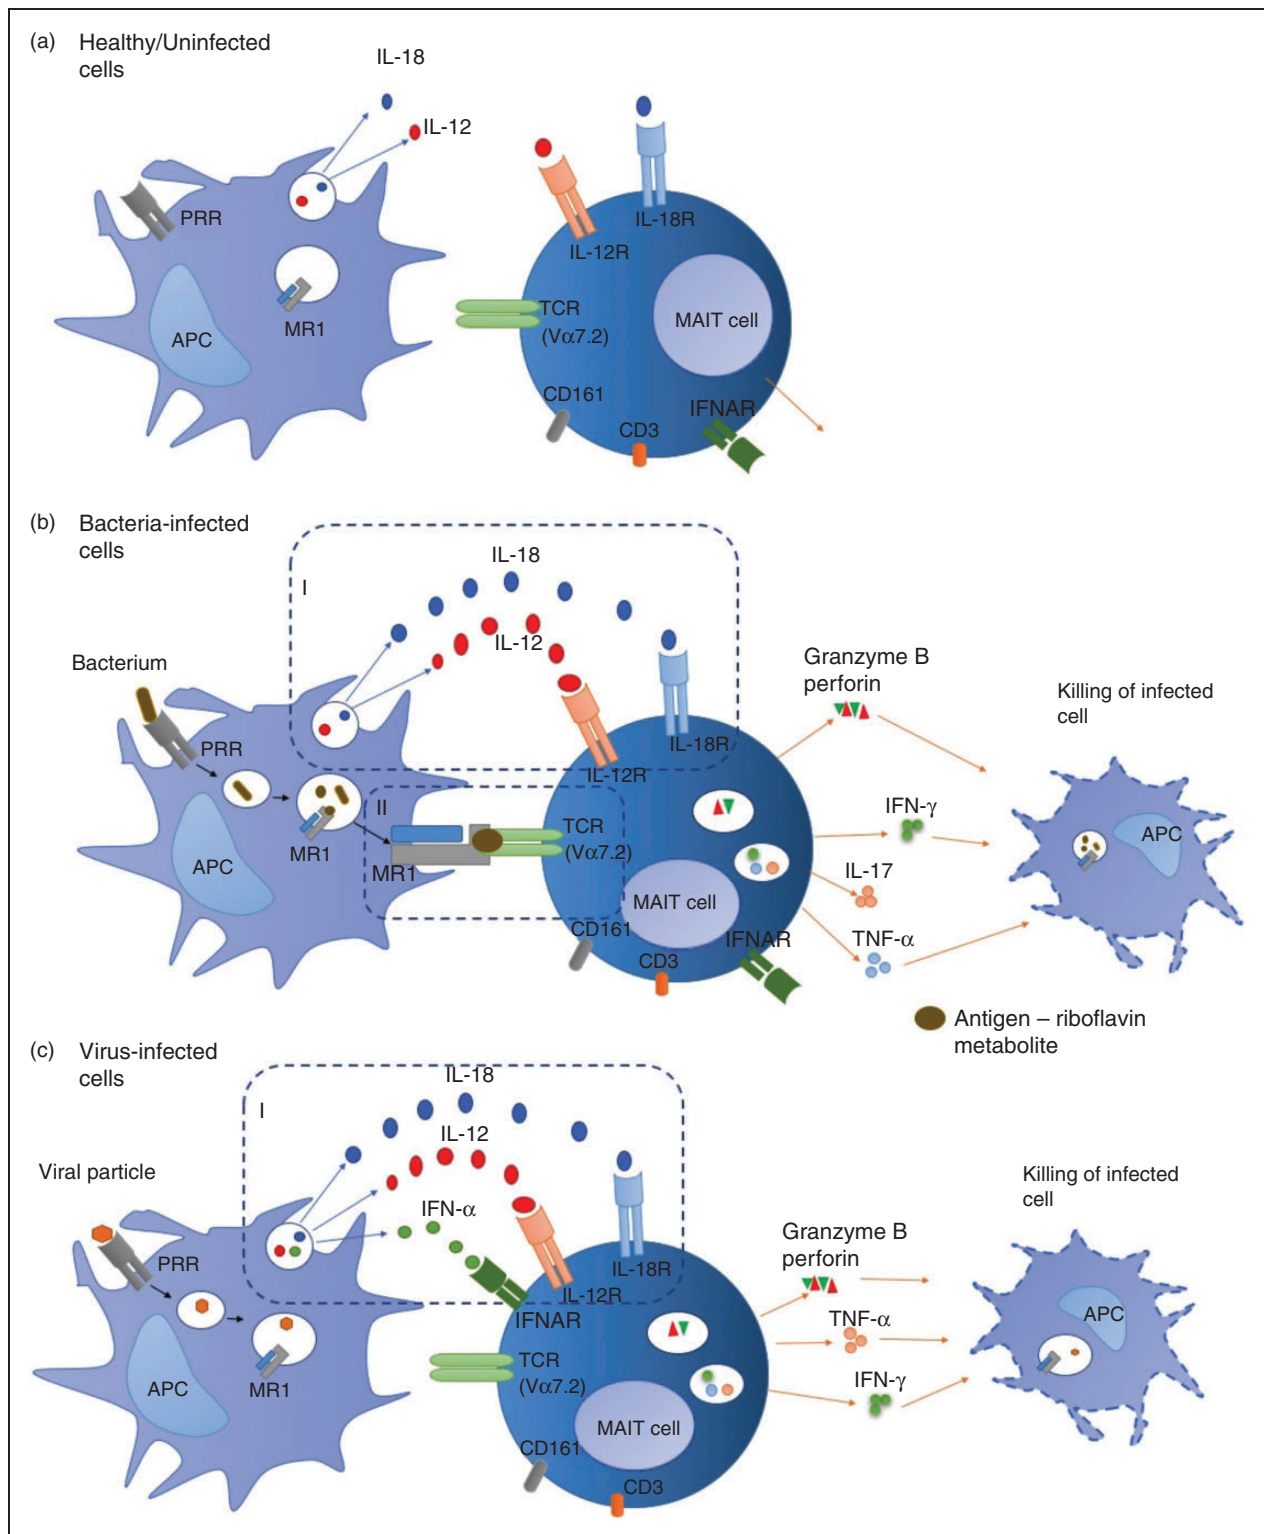 (a) Healthy/Uninfected
cells
IL-18
IL-12
PRR
MR1
APC
IL-18R
IL-12R
TCR
(Vα7.2)
MAIT cell
CD161
CD3
IFNAR
(b) Bacteria-infected
cells
I
IL-18
IL-12
Bacterium
PRR
MR1
APC
II
MR1
IL-18R
IL-12R
TCR
(Vα7.2)
MAIT cell
CD161
CD3
IFNAR
Granzyme B
perforin
IFN-γ
IL-17
TNF-α
Killing of infected
cell
APC
Antigen – riboflavin
metabolite
(c) Virus-infected
cells
I
IL-18
IL-12
IFN-α
Viral particle
PRR
MR1
APC
IL-18R
IL-12R
IFNAR
TCR
(Vα7.2)
MAIT cell
CD161
CD3
Granzyme B
perforin
TNF-α
IFN-γ
Killing of infected
cell
APC